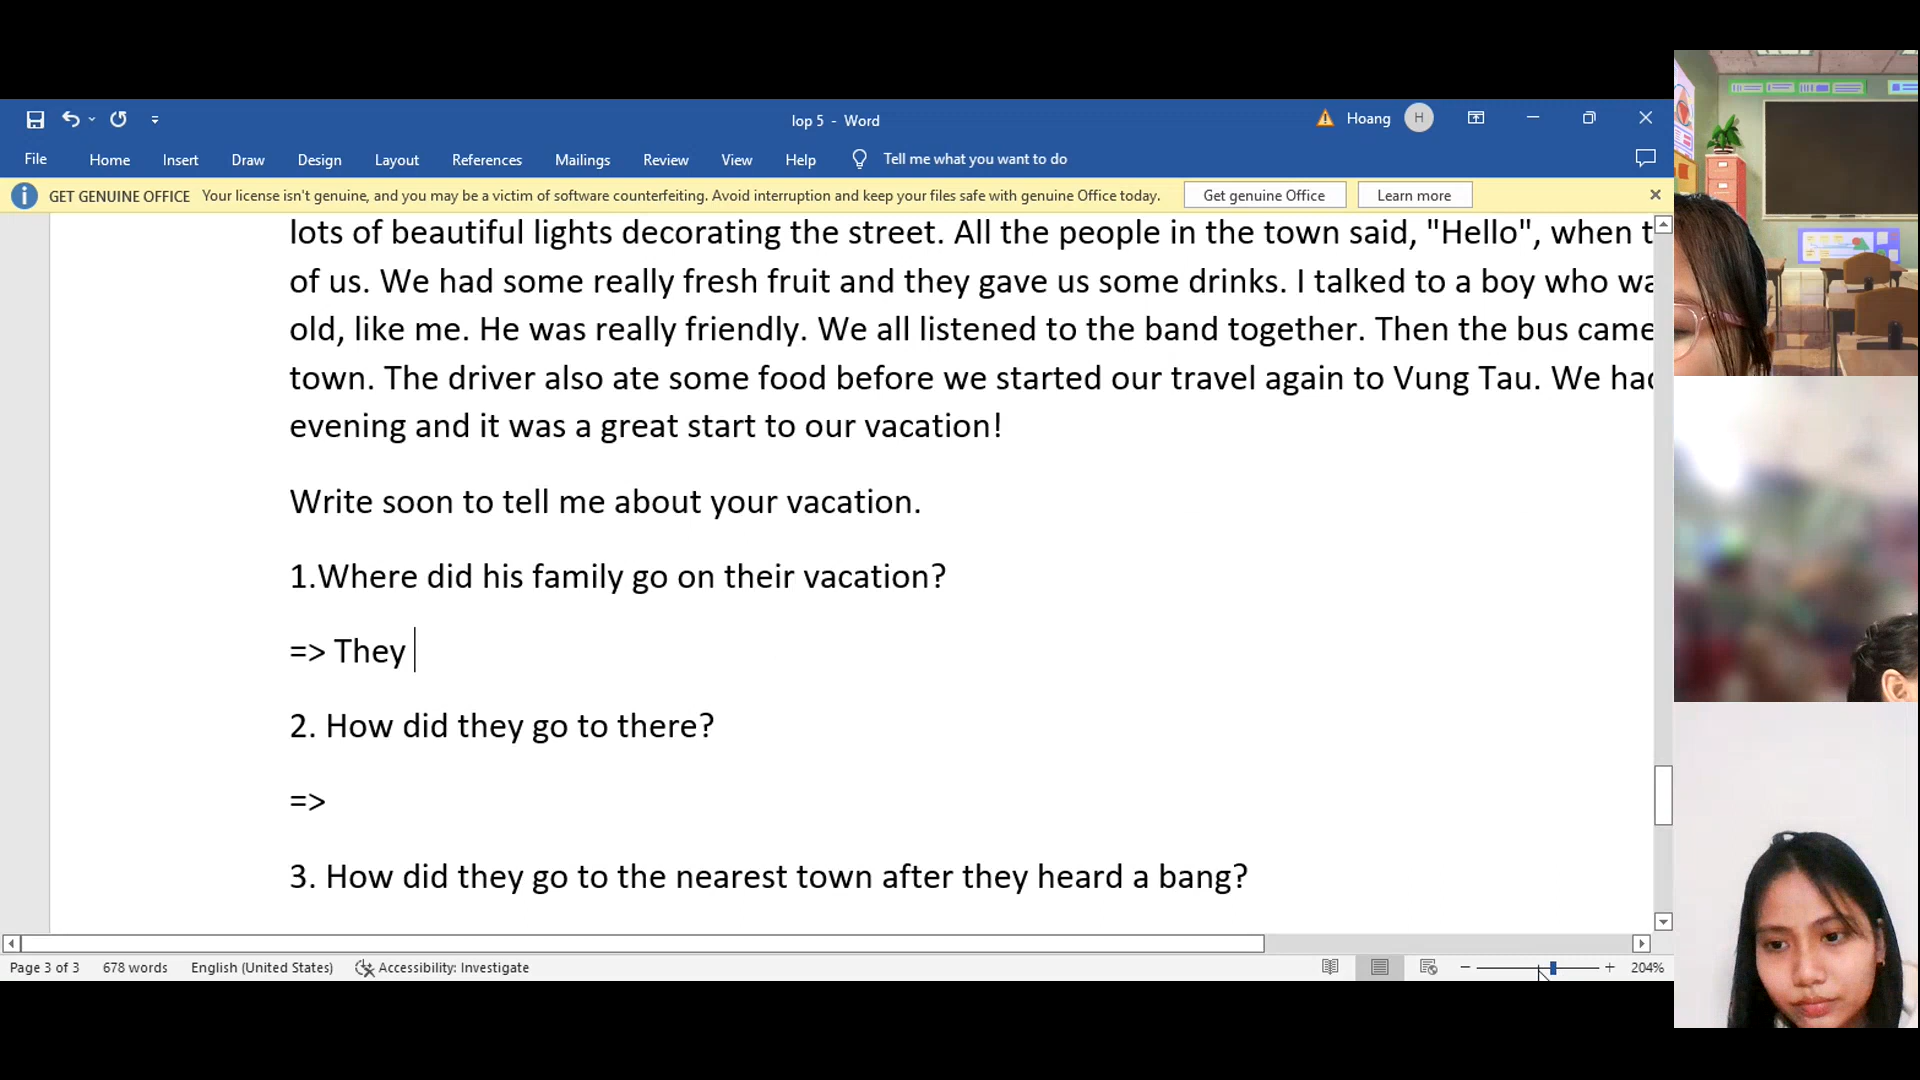 lop 5 - Word
Hoang
H
File Home Insert Draw Design Layout References Mailings Review View Help Tell me what you want to do
GET GENUINE OFFICE Your license isn't genuine, and you may be a victim of software counterfeiting. Avoid interruption and keep your files safe with genuine Office today. Get genuine Office Learn more
lots of beautiful lights decorating the street. All the people in the town said, "Hello", when t
of us. We had some really fresh fruit and they gave us some drinks. I talked to a boy who wa
old, like me. He was really friendly. We all listened to the band together. Then the bus came
town. The driver also ate some food before we started our travel again to Vung Tau. We had
evening and it was a great start to our vacation!
Write soon to tell me about your vacation.
1.Where did his family go on their vacation?
=> They
2. How did they go to there?
=>
3. How did they go to the nearest town after they heard a bang?
Page 3 of 3 678 words English (United States) Accessibility: Investigate 204%